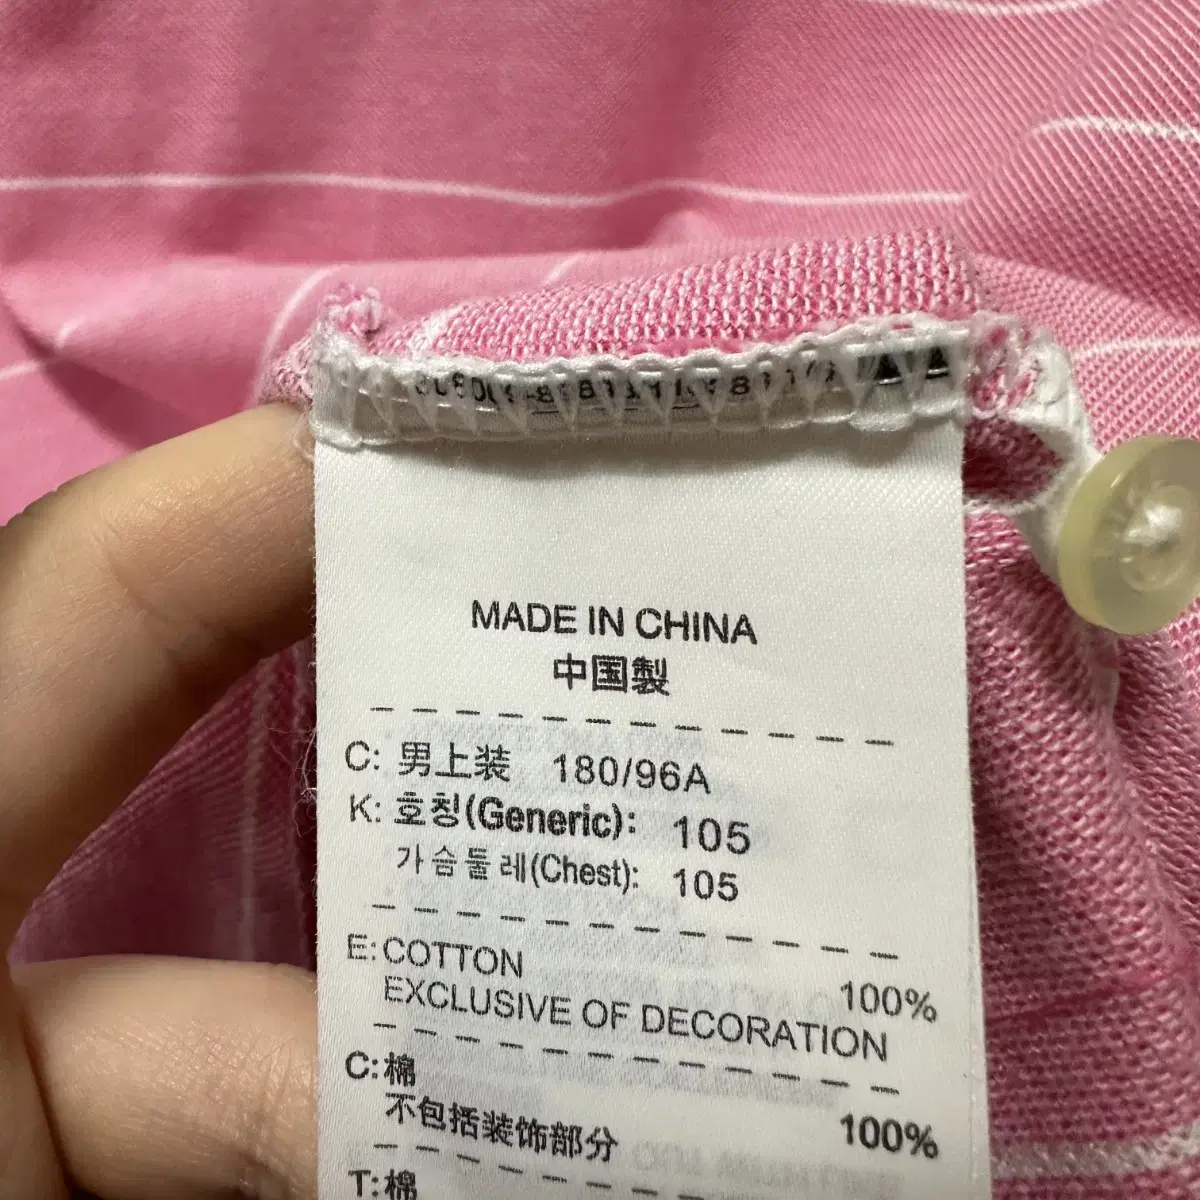 MADE IN CHINA
中国製
C: 男上装 180/96A
K: 호칭(Generic): 105
가슴둘레(Chest): 105
E: COTTON 100%
EXCLUSIVE OF DECORATION
C: 棉 100%
不包括装饰部分
T: 棉